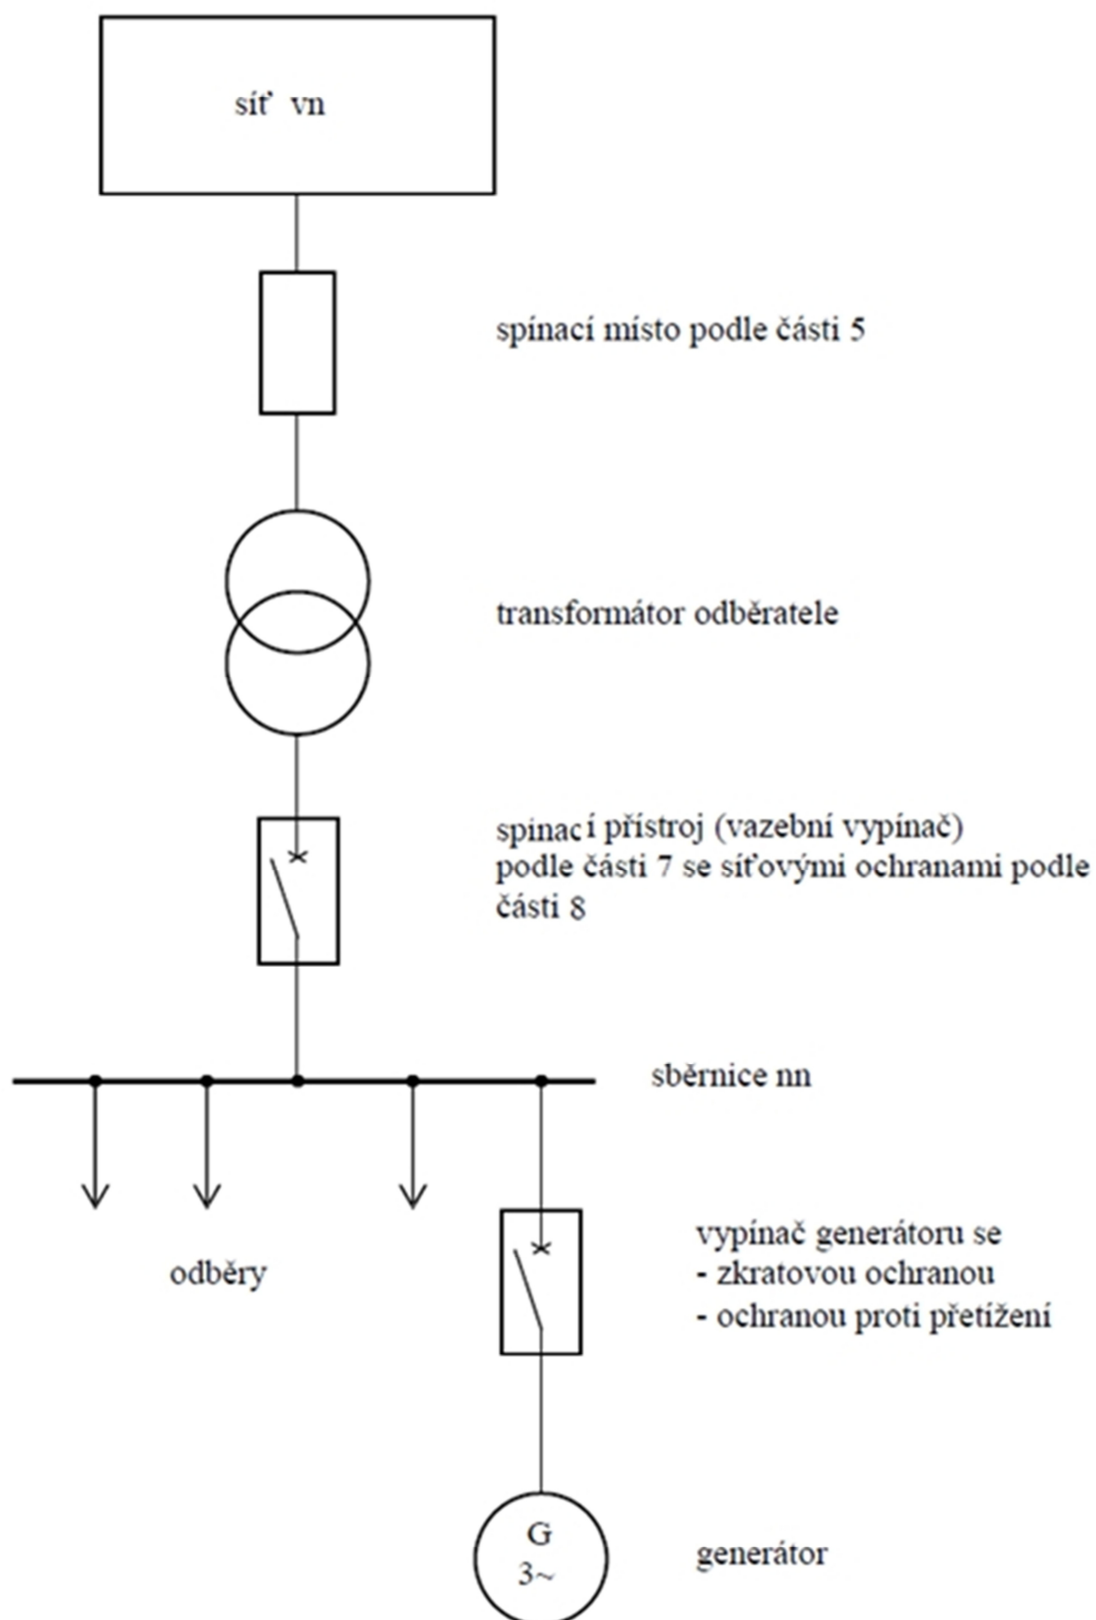 síť vn
spínací místo podle části 5
transformátor odběratele
spinací přístroj (vazební vypínač)
podle části 7 se síťovými ochranami podle
části 8
sběrnice nn
odběry
vypínač generátoru se
- zkratovou ochranou
- ochranou proti přetížení
G
3~
generátor